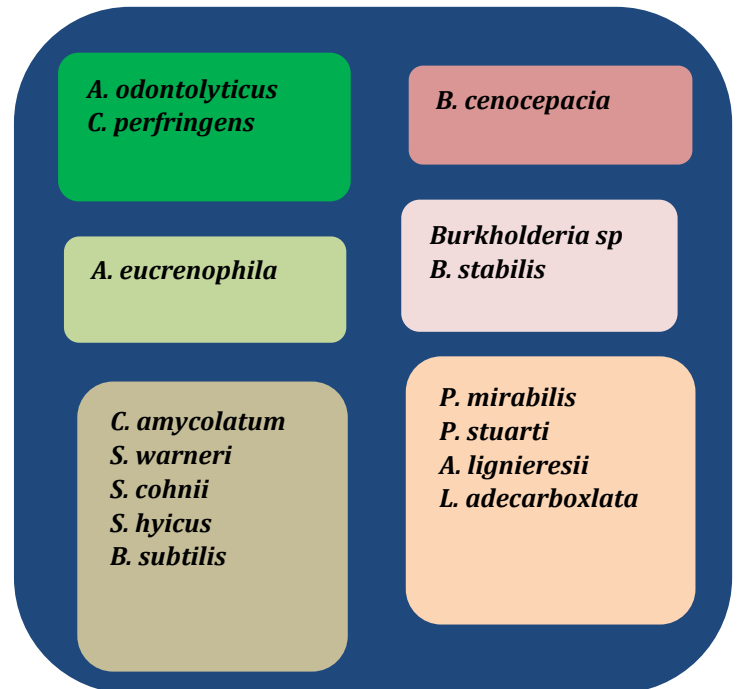 A. odontolyticus
C. perfringens
B. cenocepacia
A. eucrenophila
Burkholderia sp
B. stabilis
C. amycolatum
S. warneri
S. cohnii
S. hyicus
B. subtilis
P. mirabilis
P. stuarti
A. lignieresii
L. adecarboxlata